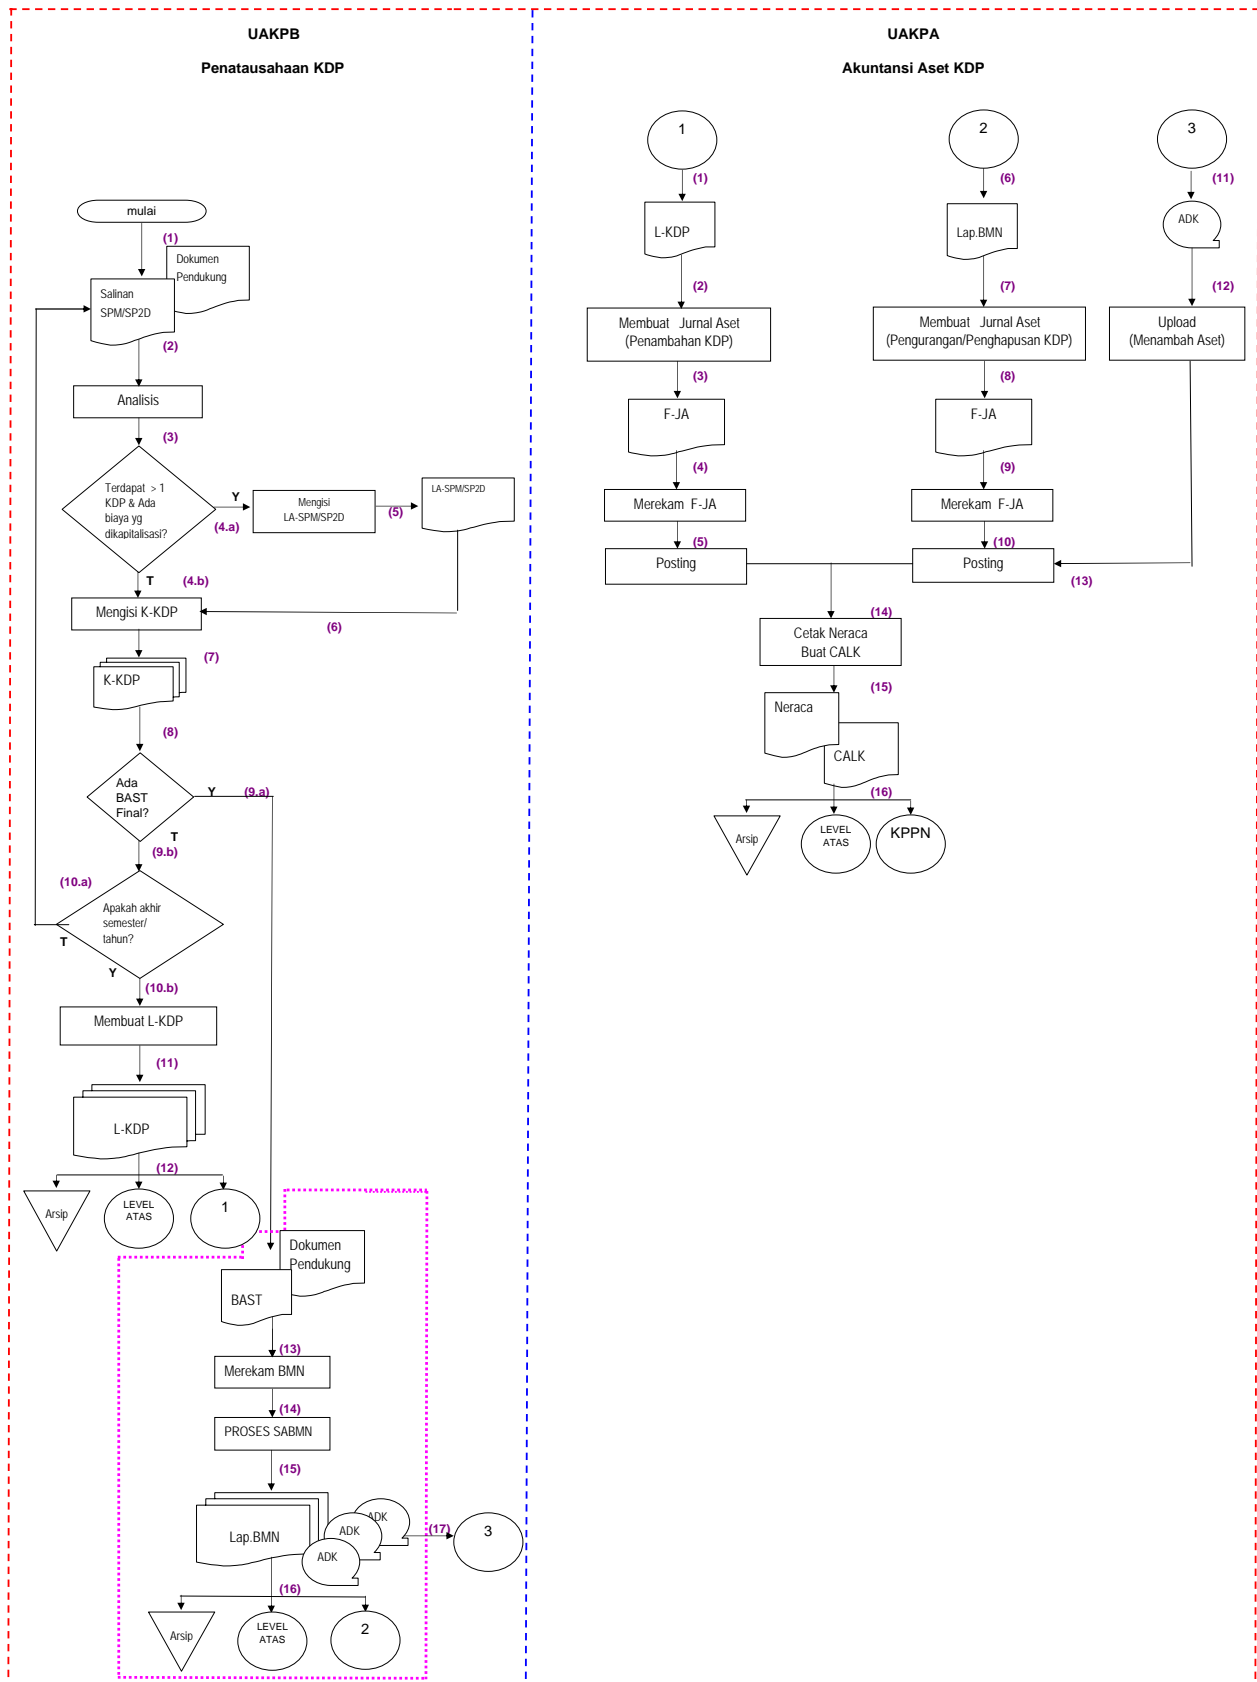 UAKPB
Penatausahaan KDP
mulai
(1)
Dokumen
Pendukung
Salinan
SPM/SP2D
(2)
Analisis
(3)
Terdapat > 1
KDP & Ada
biaya yg
dikapitalisasi?
Y
(4.a)
Mengisi
LA-SPM/SP2D
(5)
LA-SPM/SP2D
T
(4.b)
Mengisi K-KDP
(6)
(7)
K-KDP
(8)
Ada
BAST
Final?
Y
(9.a)
T
(9.b)
(10.a)
Apakah akhir
semester/
tahun?
T
Y
(10.b)
Membuat L-KDP
(11)
L-KDP
(12)
Arsip
LEVEL
ATAS
1
Dokumen
Pendukung
BAST
(13)
Merekam BMN
(14)
PROSES SABMN
(15)
Lap.BMN
ADK
ADK
ADK
(17)
3
(16)
Arsip
LEVEL
ATAS
2
UAKPA
Akuntansi Aset KDP
1
(1)
L-KDP
(2)
Membuat Jurnal Aset
(Penambahan KDP)
(3)
F-JA
(4)
Merekam F-JA
(5)
Posting
2
(6)
Lap.BMN
(7)
Membuat Jurnal Aset
(Pengurangan/Penghapusan KDP)
(8)
F-JA
(9)
Merekam F-JA
(10)
Posting
3
(11)
ADK
(12)
Upload
(Menambah Aset)
(13)
(14)
Cetak Neraca
Buat CALK
(15)
Neraca
CALK
(16)
Arsip
LEVEL
ATAS
KPPN